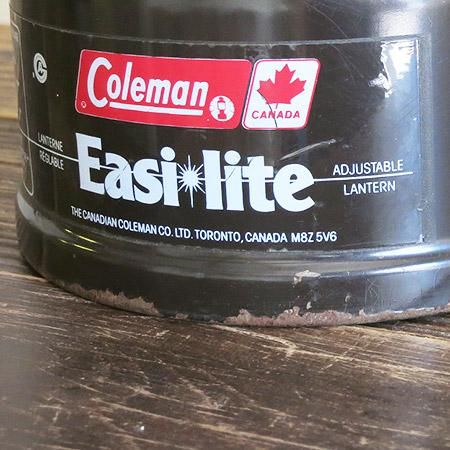 Coleman
CANADA
LANTERNE
RÉGLABLE
Easi-lite
ADJUSTABLE
LANTERN
THE CANADIAN COLEMAN CO. LTD. TORONTO, CANADA M8Z 5V6